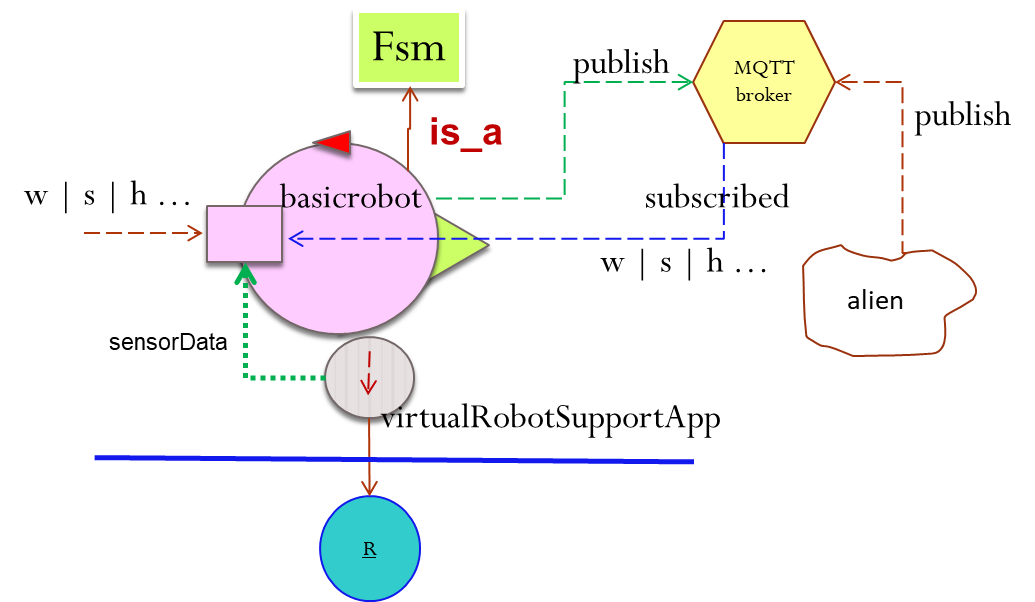 Fsm
publish
MQTT
broker
publish
is_a
w | s | h ...
basicrobot
subscribed
w | s | h ...
alien
sensorData
virtualRobotSupportApp
R